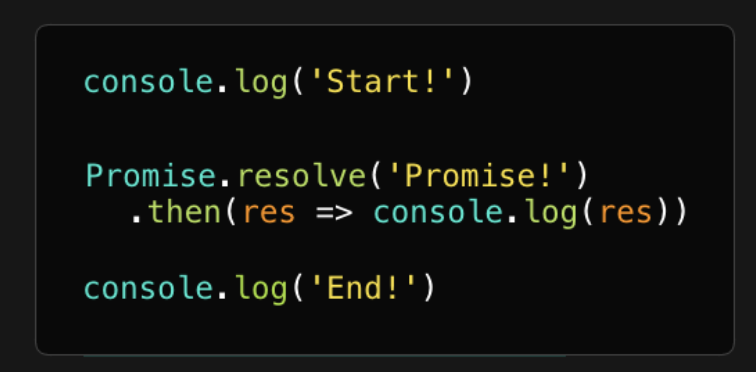 console.log('Start!')
Promise.resolve('Promise!')
.then(res => console.log(res))
console.log('End!')